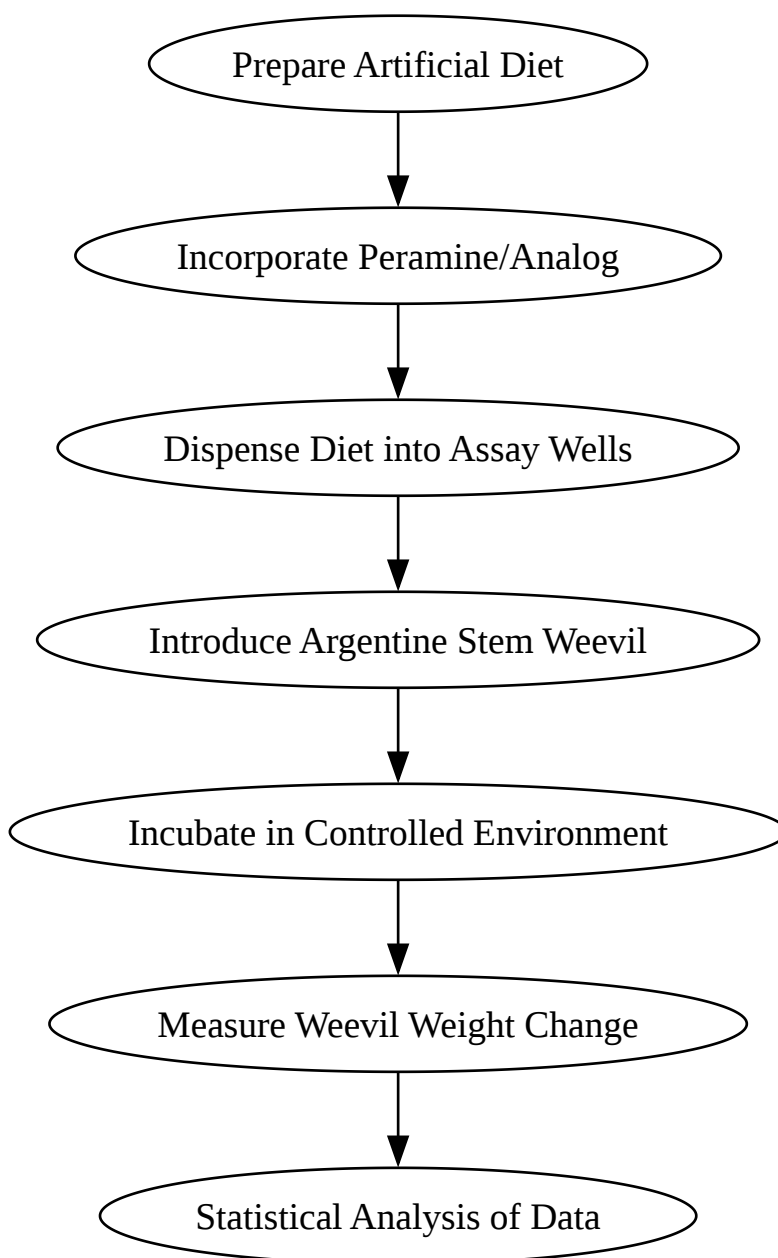 Prepare Artificial Diet
Incorporate Peramine/Analog
Dispense Diet into Assay Wells
Introduce Argentine Stem Weevil
Incubate in Controlled Environment
Measure Weevil Weight Change
Statistical Analysis of Data